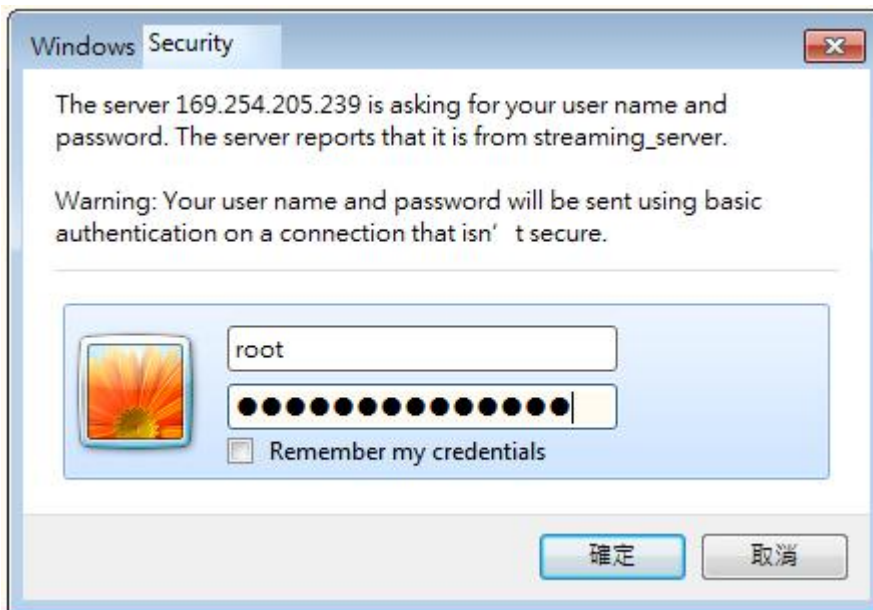 Windows Security
The server 169.254.205.239 is asking for your user name and
password. The server reports that it is from streaming_server.
Warning: Your user name and password will be sent using basic
authentication on a connection that isn’ t secure.
root
●●●●●●●●●●●●●●
Remember my credentials
確定 取消